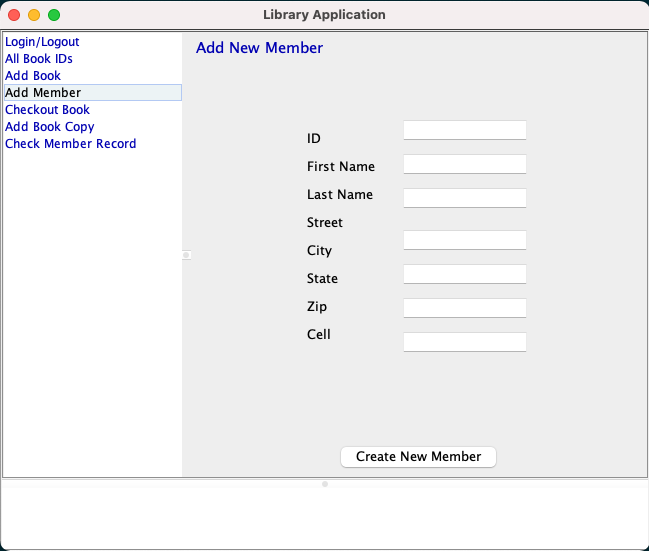 Library Application
Login/Logout
All Book IDs
Add Book
Add Member
Checkout Book
Add Book Copy
Check Member Record
Add New Member
ID
First Name
Last Name
Street
City
State
Zip
Cell
Create New Member